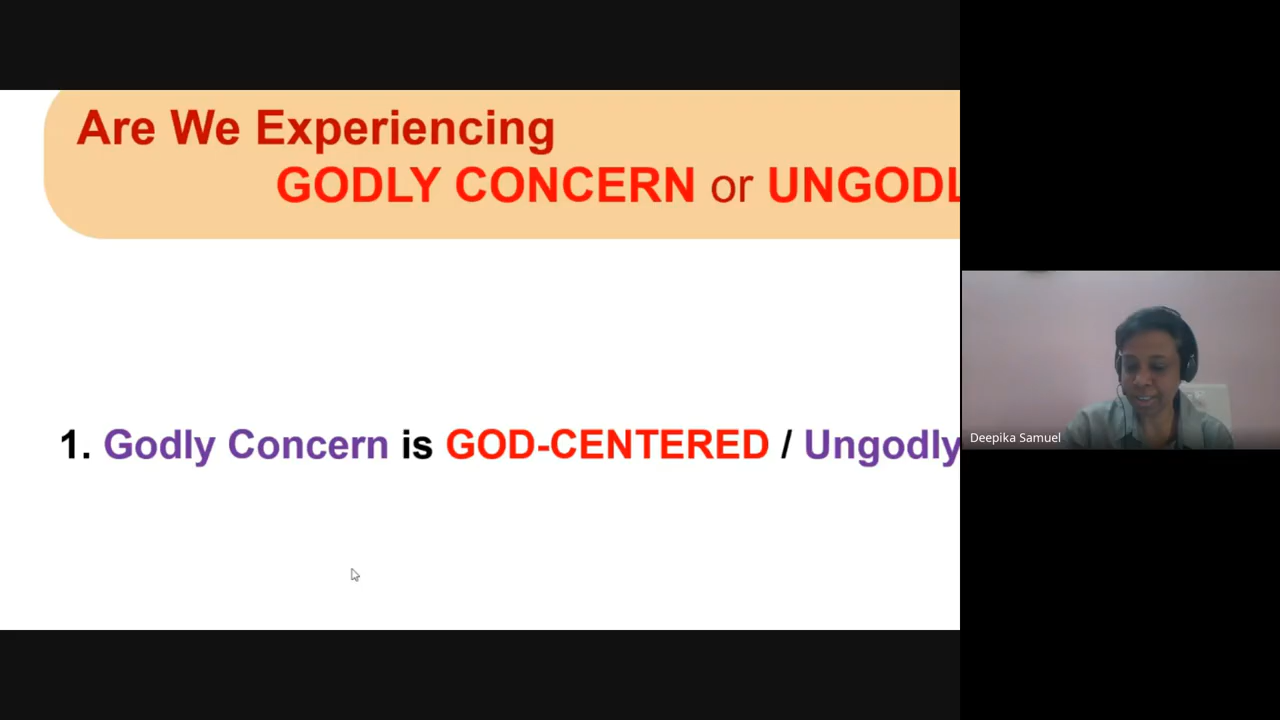 Are We Experiencing
GODLY CONCERN or UNGODL
1. Godly Concern is GOD-CENTERED / Ungodly
Deepika Samuel